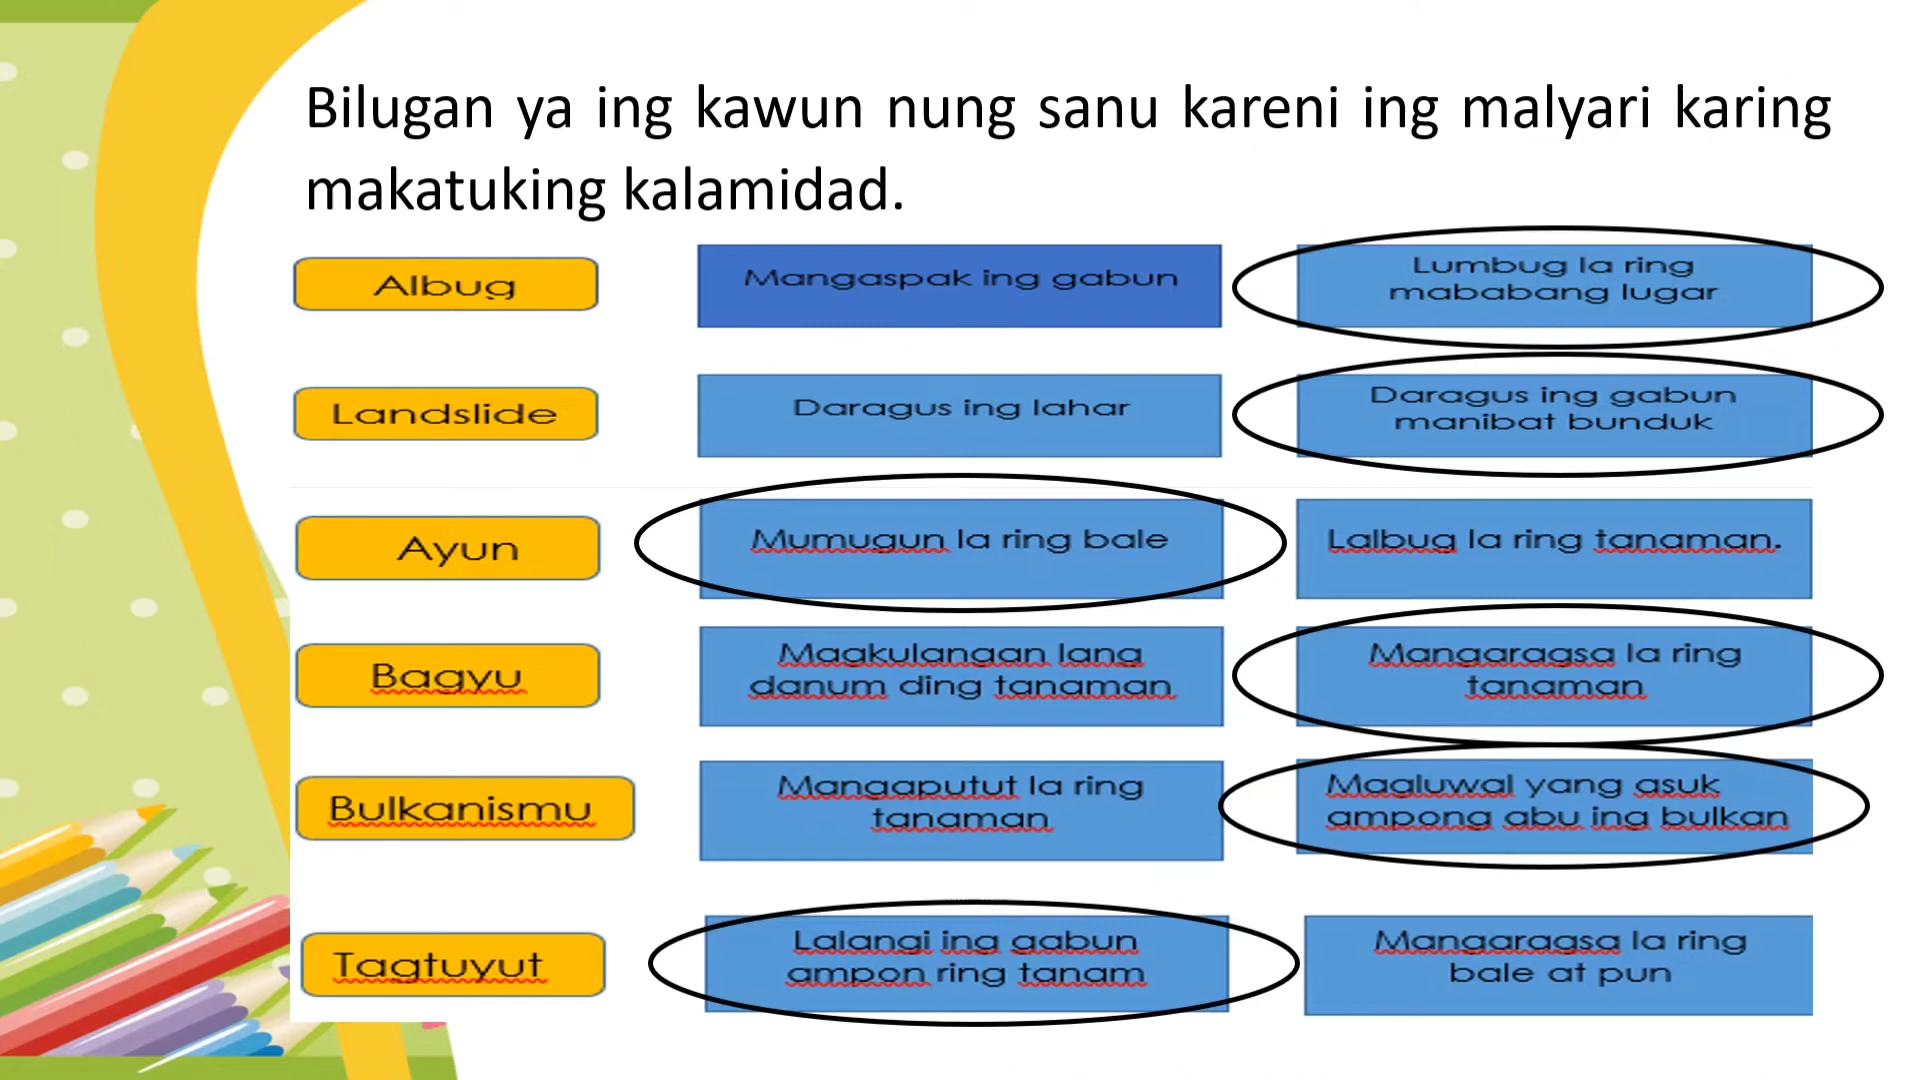 Bilugan ya ing kawun nung sanu kareni ing malyari karing
makatuking kalamidad.
Albug
Mangaspak ing gabun
Lumbug la ring
mababang lugar
Landslide
Daragus ing lahar
Daragus ing gabun
manibat bunduk
Ayun
Mumugun la ring bale
Lalbug la ring tanaman.
Bagyu
Magkulangan lang
danum ding tanaman
Mangaragsa la ring
tanaman
Bulkanismu
Mangaputut la ring
tanaman
Magluwal yang asuk
ampong abu ing bulkan
Tagtuyut
Lalangi ing gabun
ampon ring tanam
Mangaragsa la ring
bale at pun